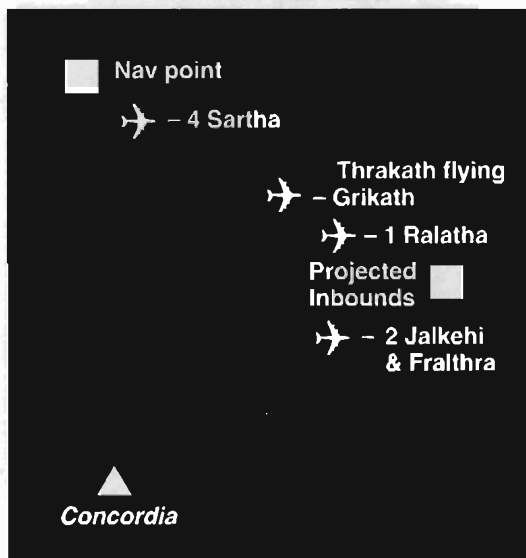 Nav point
– 4 Sartha
Thrakath flying
– Grikath
– 1 Ralatha
Projected
Inbounds
– 2 Jalkehi
& Fralthra
Concordia